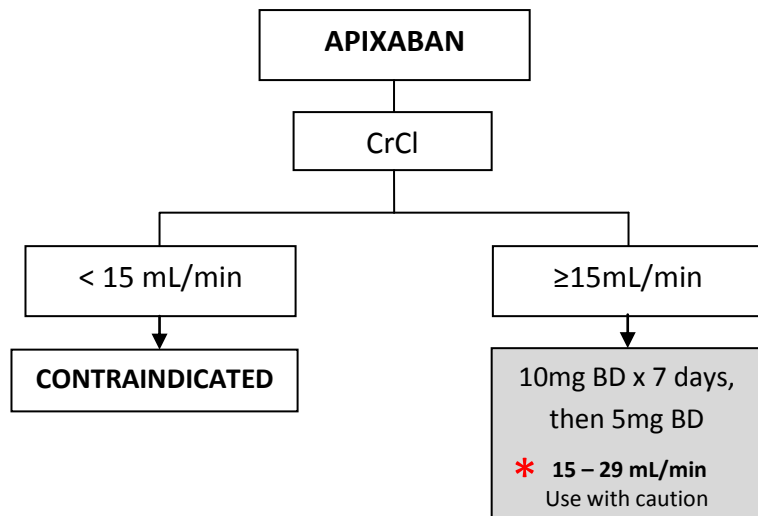 APIXABAN
CrCl
< 15 mL/min
≥15mL/min
CONTRAINDICATED
10mg BD x 7 days,
then 5mg BD
* 15 – 29 mL/min
Use with caution